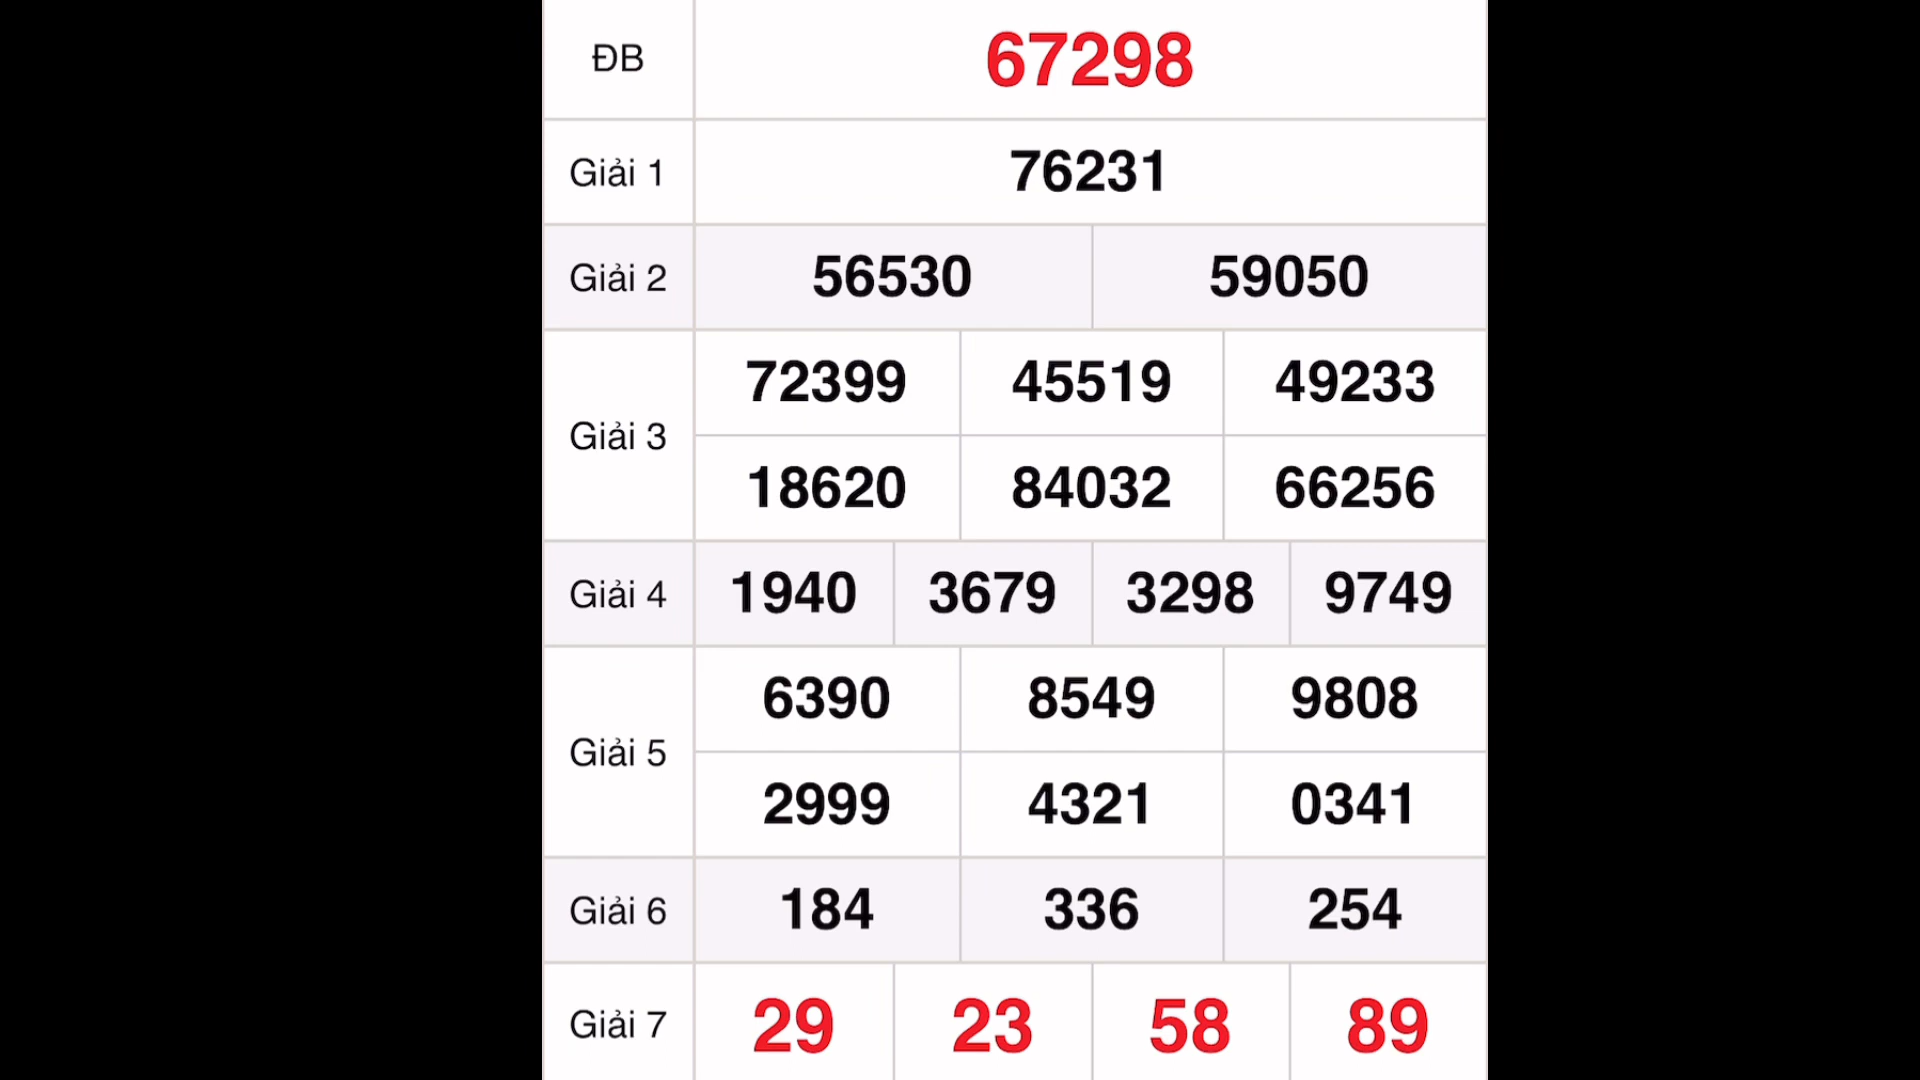 ĐB 67298
Giải 1 76231
Giải 2 56530 59050
Giải 3 72399 45519 49233
18620 84032 66256
Giải 4 1940 3679 3298 9749
Giải 5 6390 8549 9808
2999 4321 0341
Giải 6 184 336 254
Giải 7 29 23 58 89